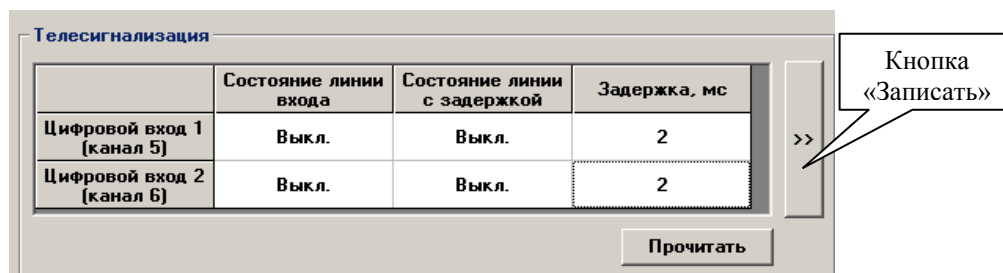 Телесигнализация
Состояние линии входа
Состояние линии с задержкой
Задержка, мс
Цифровой вход 1 (канал 5)
Выкл.
Выкл.
2
Цифровой вход 2 (канал 6)
Выкл.
Выкл.
2
>>
Прочитать
Кнопка
«Записать»